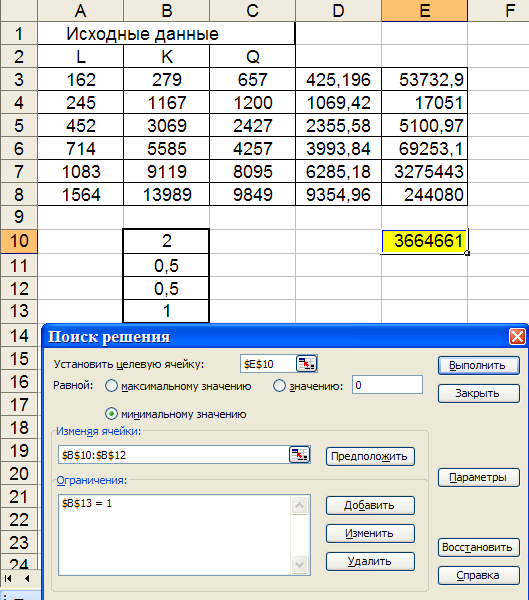 A B C D E F
1 Исходные данные
2 L K Q
3 162 279 657 425,196 53732,9
4 245 1167 1200 1069,42 17051
5 452 3069 2427 2355,58 5100,97
6 714 5585 4257 3993,84 69253,1
7 1083 9119 8095 6285,18 3275443
8 1564 13989 9849 9354,96 244080
9
10 2 3664661
11 0,5
12 0,5
13 1
14 Поиск решения
15 Установить целевую ячейку: $E$10 Выполнить
16 Равной: максимальному значению значению: 0 Закрыть
17 минимальному значению
18 Изменяя ячейки:
19 $B$10:$B$12 Предположить
20 Ограничения: Параметры
21 $B$13 = 1 Добавить
22 Изменить
23 Удалить Восстановить
24 Справка